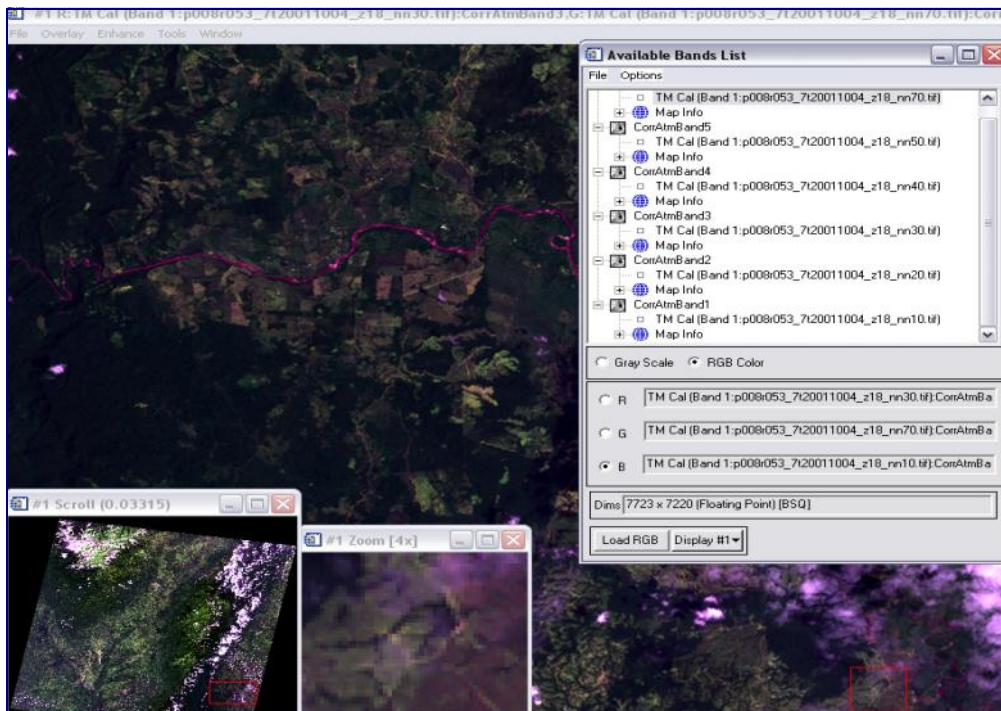 #1 R:TM Cal (Band 1:p008r053_7t20011004_z18_nn30.tif):CorrAtmBand3,G:TM Cal (Band 1:p008r053_7t20011004_z18_nn70.tif):Corr
File Overlay Enhance Tools Window
Available Bands List
File Options
TM Cal (Band 1:p008r053_7t20011004_z18_nn70.tif)
Map Info
CorrAtmBand5
TM Cal (Band 1:p008r053_7t20011004_z18_nn50.tif)
Map Info
CorrAtmBand4
TM Cal (Band 1:p008r053_7t20011004_z18_nn40.tif)
Map Info
CorrAtmBand3
TM Cal (Band 1:p008r053_7t20011004_z18_nn30.tif)
Map Info
CorrAtmBand2
TM Cal (Band 1:p008r053_7t20011004_z18_nn20.tif)
Map Info
CorrAtmBand1
TM Cal (Band 1:p008r053_7t20011004_z18_nn10.tif)
Map Info
Gray Scale RGB Color
R TM Cal (Band 1:p008r053_7t20011004_z18_nn30.tif):CorrAtmBa
G TM Cal (Band 1:p008r053_7t20011004_z18_nn70.tif):CorrAtmBa
B TM Cal (Band 1:p008r053_7t20011004_z18_nn10.tif):CorrAtmBa
Dims 7723 x 7220 (Floating Point) [BSQ]
Load RGB Display #1
#1 Scroll (0.03315)
#1 Zoom [4x]